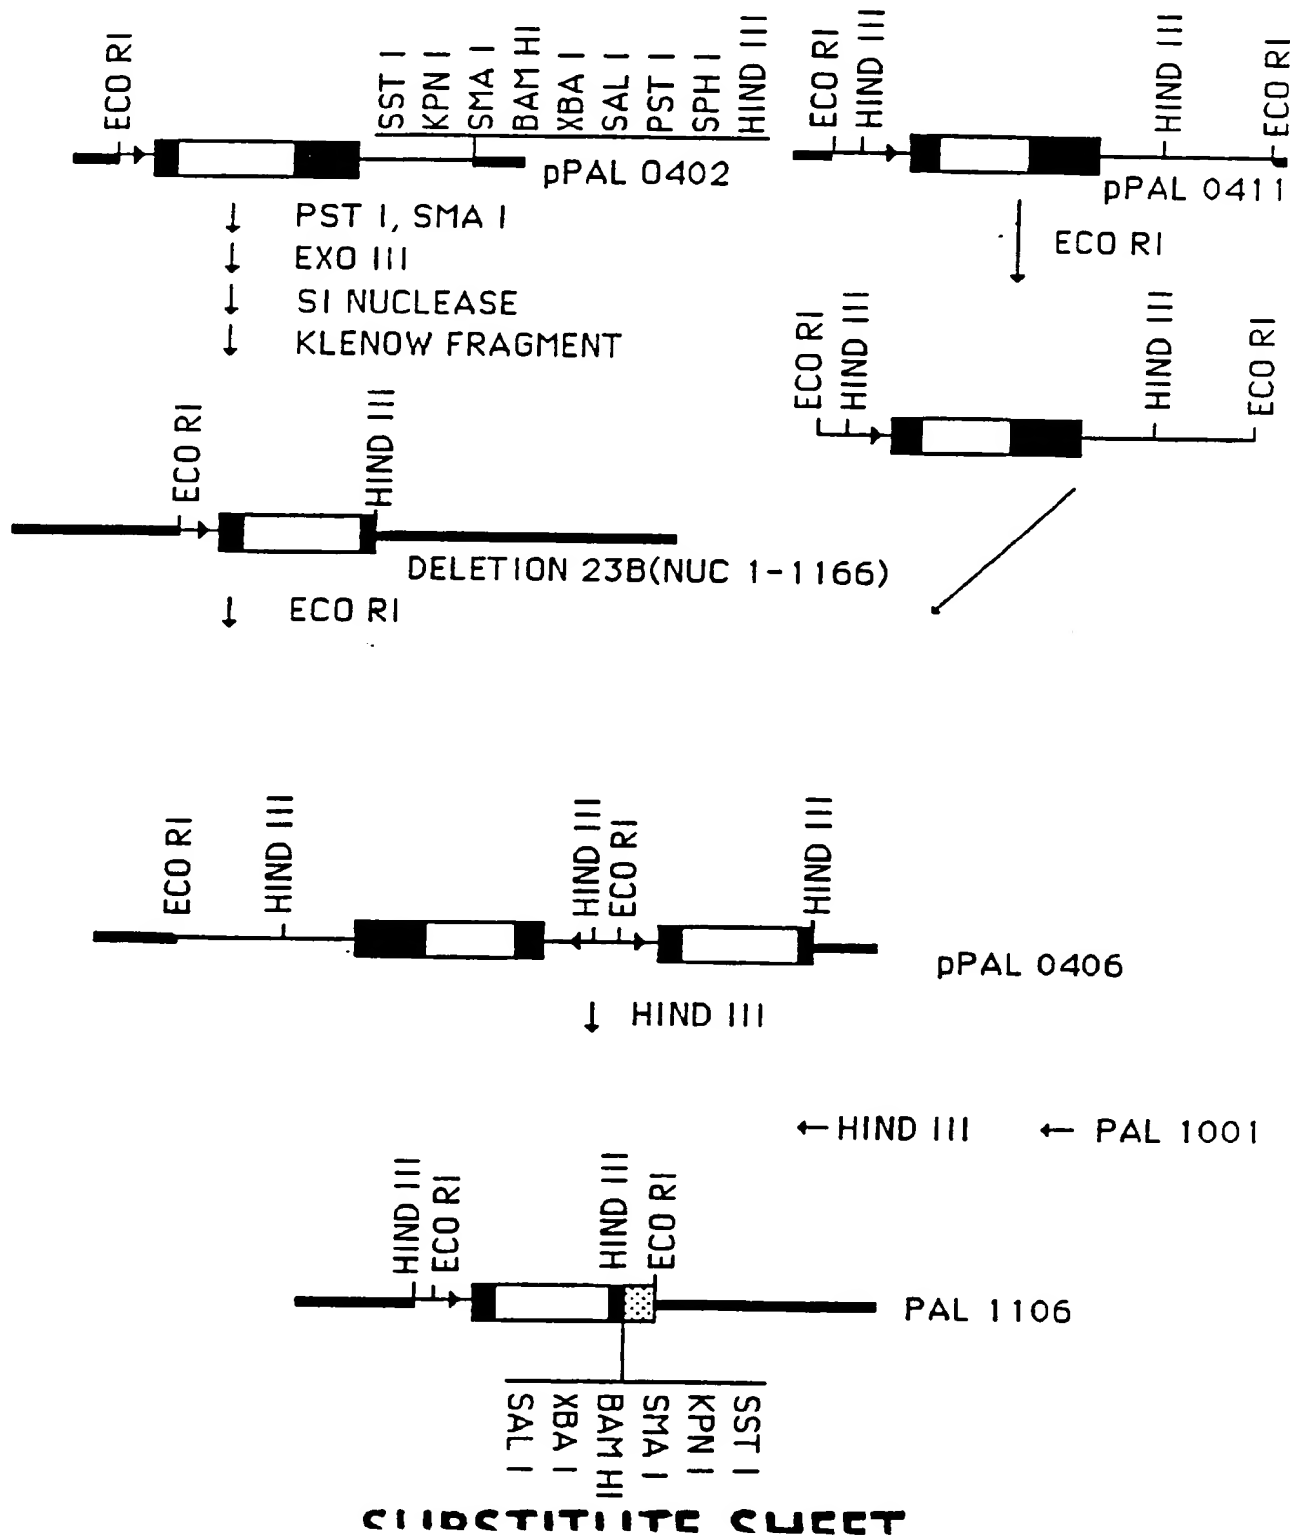 ECO RI
SST I
KPN I
SMA I
BAM HI
XBA I
SAL I
PST I
SPH I
HIND III
pPAL 0402
ECO RI
HIND III
HIND III
ECO RI
pPAL 0411
PST I, SMA I
EXO III
SI NUCLEASE
KLENOW FRAGMENT
ECO RI
ECO RI
HIND III
HIND III
ECO RI
ECO RI
HIND III
DELETION 23B(NUC 1-1166)
ECO RI
ECO RI
HIND III
HIND III
ECO RI
HIND III
pPAL 0406
HIND III
HIND III
PAL 1001
HIND III
ECO RI
HIND III
ECO RI
PAL 1106
SAL I
XBA I
BAM HI
SMA I
KPN I
SST I
SUBSTITUTE SHEET